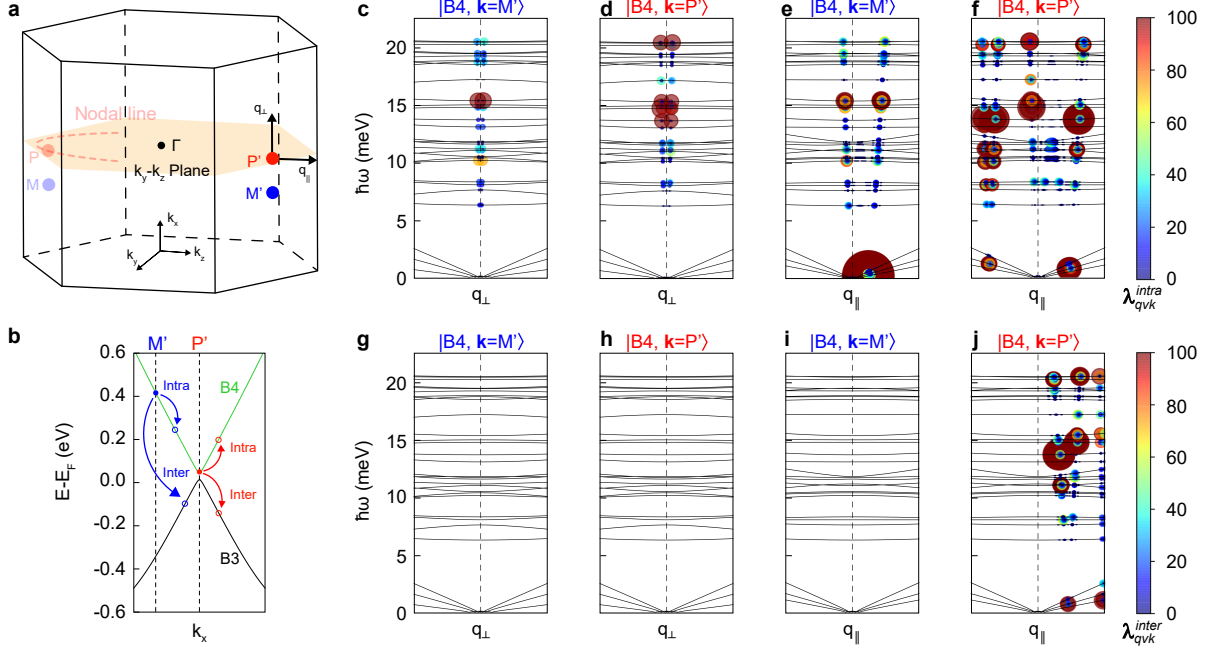 a
Nodal line
P
M
Γ
k_y-k_z Plane
q_⊥
P'
q_∥
M'
k_x
k_z
k_y
b
M' P'
0.6
0.4
0.2
0.0
-0.2
-0.4
-0.6
E-E_F (eV)
k_x
Intra
B4
Intra
Inter
Inter
B3
c
|B4, k=M'⟩
20
15
10
5
0
ħω (meV)
q_⊥
d
|B4, k=P'⟩
q_⊥
e
|B4, k=M'⟩
q_∥
f
|B4, k=P'⟩
q_∥
100
80
60
40
20
0
λ^{intra}_{qνk}
g
|B4, k=M'⟩
20
15
10
5
0
ħω (meV)
q_⊥
h
|B4, k=P'⟩
q_⊥
i
|B4, k=M'⟩
q_∥
j
|B4, k=P'⟩
q_∥
100
80
60
40
20
0
λ^{inter}_{qνk}